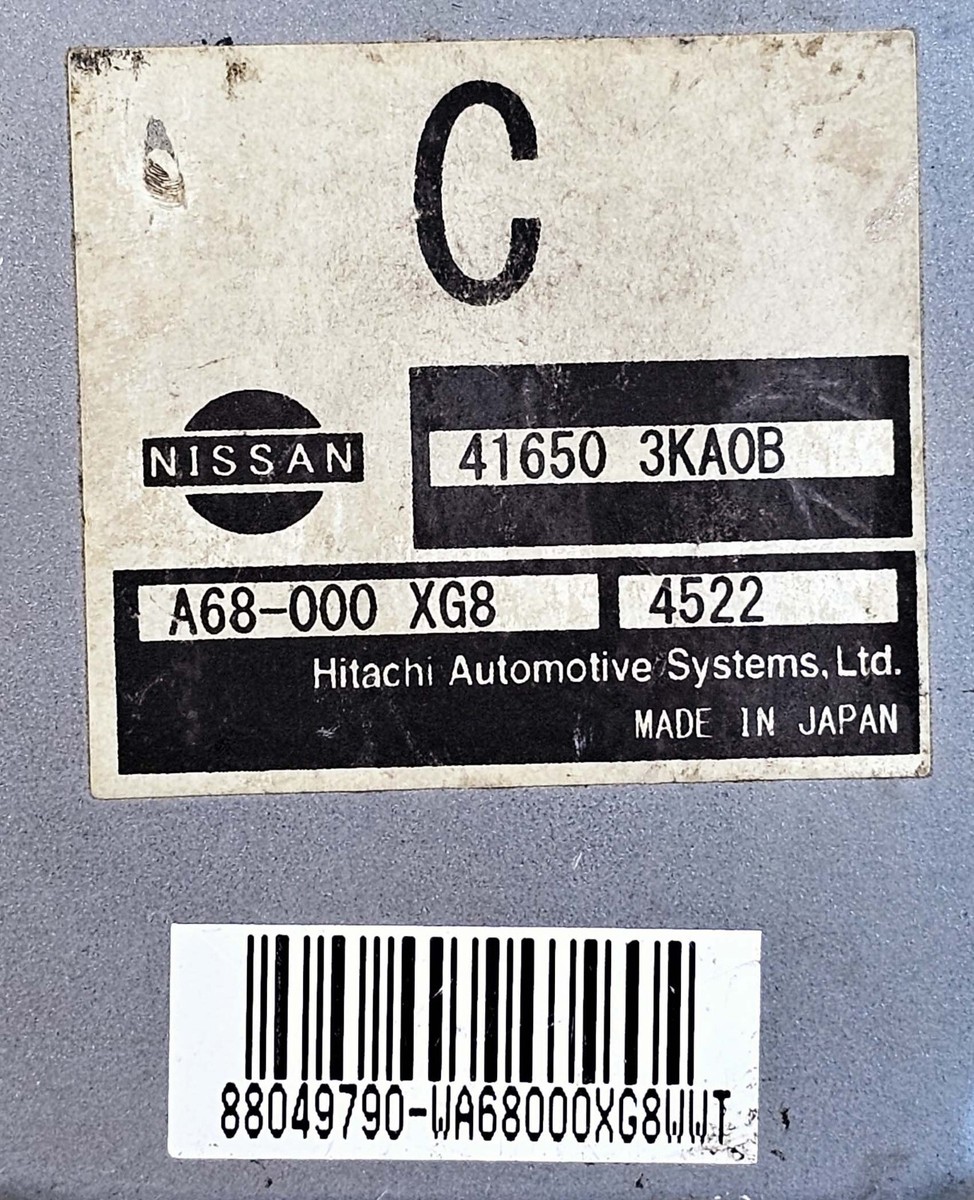 C
NISSAN
41650 3KA0B
A68-000 XG8
4522
Hitachi Automotive Systems, Ltd.
MADE IN JAPAN
88049790-WA68000XG8WWT